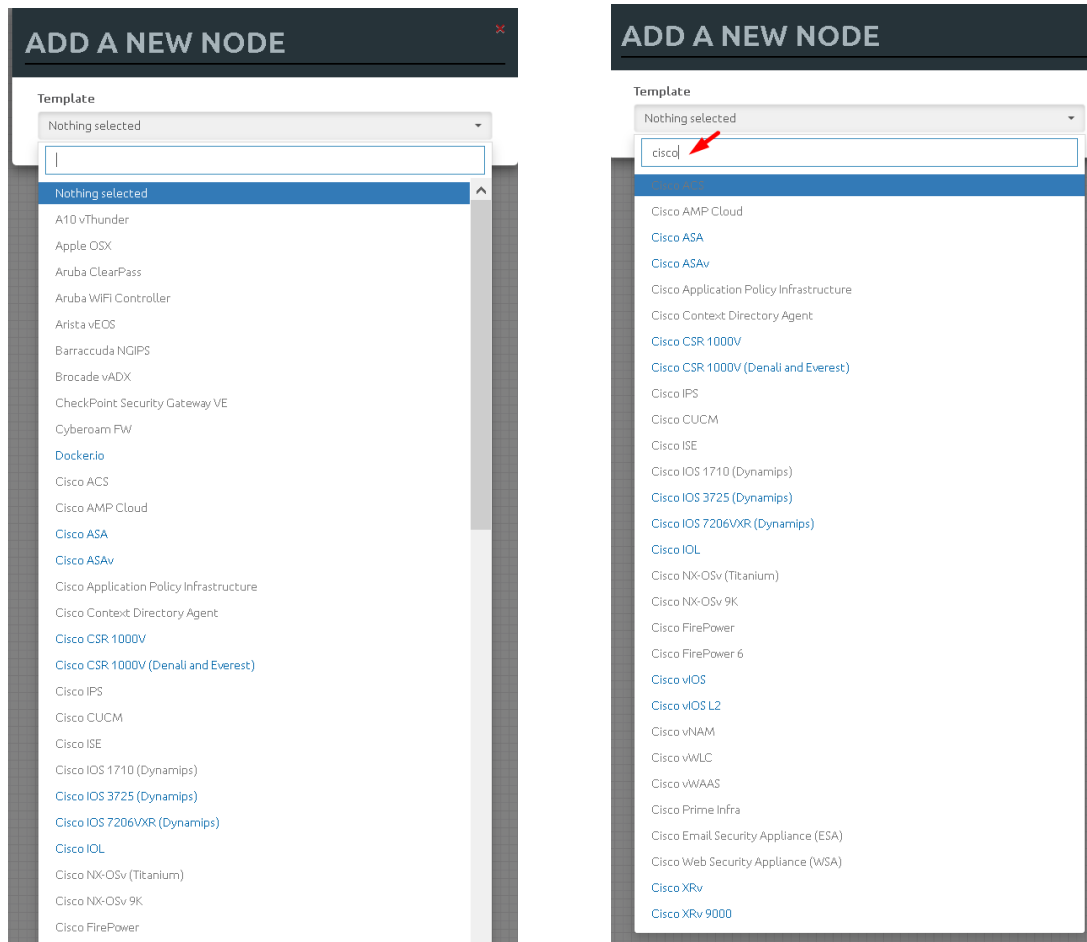 ADD A NEW NODE
×
Template
Nothing selected
Nothing selected
A10 vThunder
Apple OSX
Aruba ClearPass
Aruba WiFi Controller
Arista vEOS
Barraccuda NGIPS
Brocade vADX
CheckPoint Security Gateway VE
Cyberoam FW
Docker.io
Cisco ACS
Cisco AMP Cloud
Cisco ASA
Cisco ASAv
Cisco Application Policy Infrastructure
Cisco Context Directory Agent
Cisco CSR 1000V
Cisco CSR 1000V (Denali and Everest)
Cisco IPS
Cisco CUCM
Cisco ISE
Cisco IOS 1710 (Dynamips)
Cisco IOS 3725 (Dynamips)
Cisco IOS 7206VXR (Dynamips)
Cisco IOL
Cisco NX-OSv (Titanium)
Cisco NX-OSv 9K
Cisco FirePower
ADD A NEW NODE
Template
Nothing selected
cisco
Cisco ACS
Cisco AMP Cloud
Cisco ASA
Cisco ASAv
Cisco Application Policy Infrastructure
Cisco Context Directory Agent
Cisco CSR 1000V
Cisco CSR 1000V (Denali and Everest)
Cisco IPS
Cisco CUCM
Cisco ISE
Cisco IOS 1710 (Dynamips)
Cisco IOS 3725 (Dynamips)
Cisco IOS 7206VXR (Dynamips)
Cisco IOL
Cisco NX-OSv (Titanium)
Cisco NX-OSv 9K
Cisco FirePower
Cisco FirePower 6
Cisco vIOS
Cisco vIOS L2
Cisco vNAM
Cisco vWLC
Cisco vWAAS
Cisco Prime Infra
Cisco Email Security Appliance (ESA)
Cisco Web Security Appliance (WSA)
Cisco XRv
Cisco XRv 9000